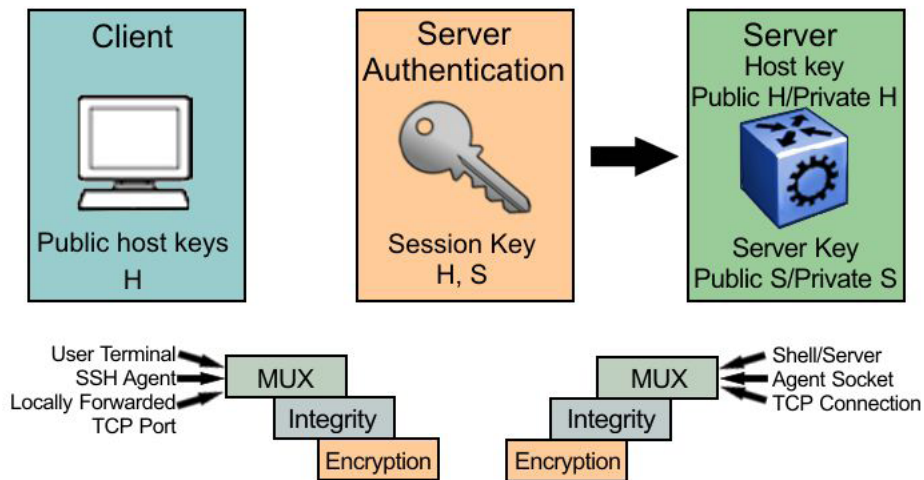 Client
Public host keys
H
Server
Authentication
Session Key
H, S
Server
Host key
Public H/Private H
Server Key
Public S/Private S
User Terminal
SSH Agent
Locally Forwarded
TCP Port
MUX
Integrity
Encryption
MUX
Integrity
Encryption
Shell/Server
Agent Socket
TCP Connection